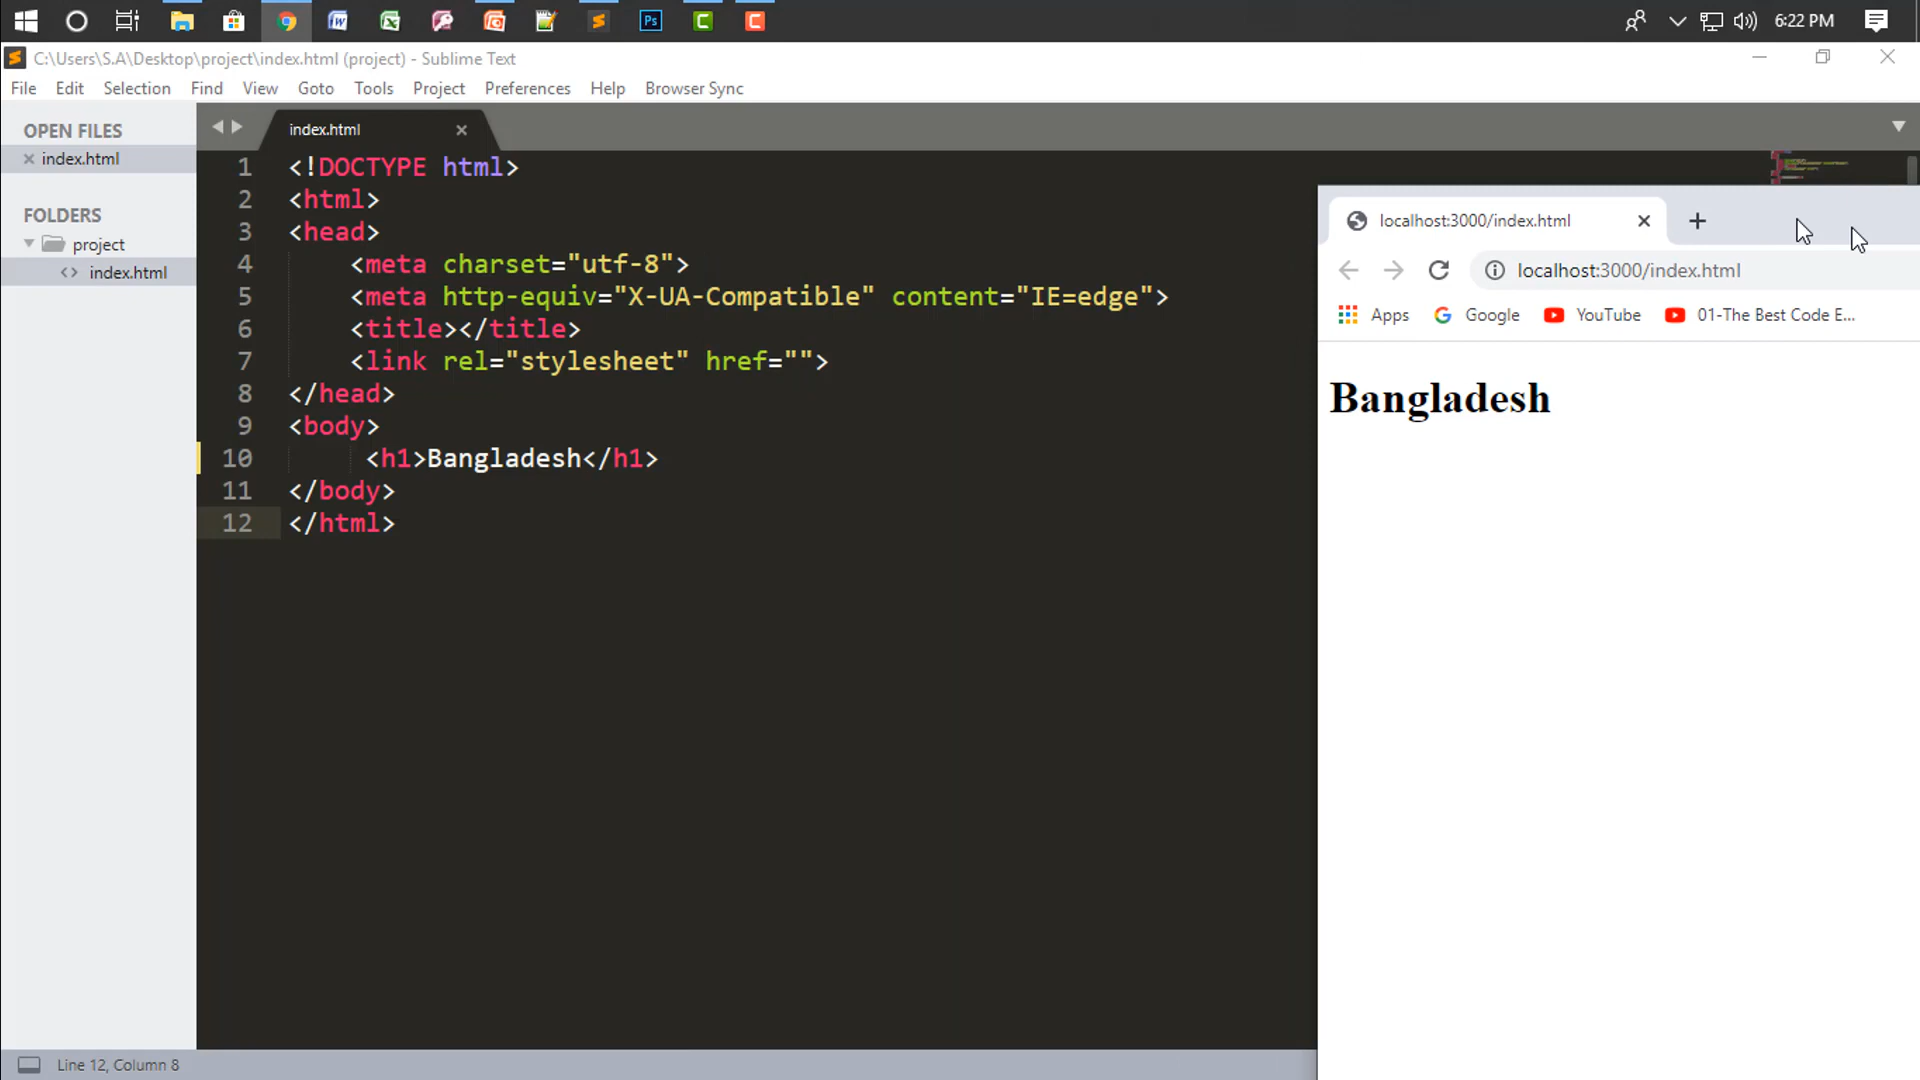 6:22 PM
C:\Users\S.A\Desktop\project\index.html (project) - Sublime Text
File Edit Selection Find View Goto Tools Project Preferences Help Browser Sync
OPEN FILES
index.html
FOLDERS
project
index.html
index.html
1 <!DOCTYPE html>
2 <html>
3 <head>
4 <meta charset="utf-8">
5 <meta http-equiv="X-UA-Compatible" content="IE=edge">
6 <title></title>
7 <link rel="stylesheet" href="">
8 </head>
9 <body>
10 <h1>Bangladesh</h1>
11 </body>
12 </html>
localhost:3000/index.html
localhost:3000/index.html
Apps Google YouTube 01-The Best Code E...
Bangladesh
Line 12, Column 8